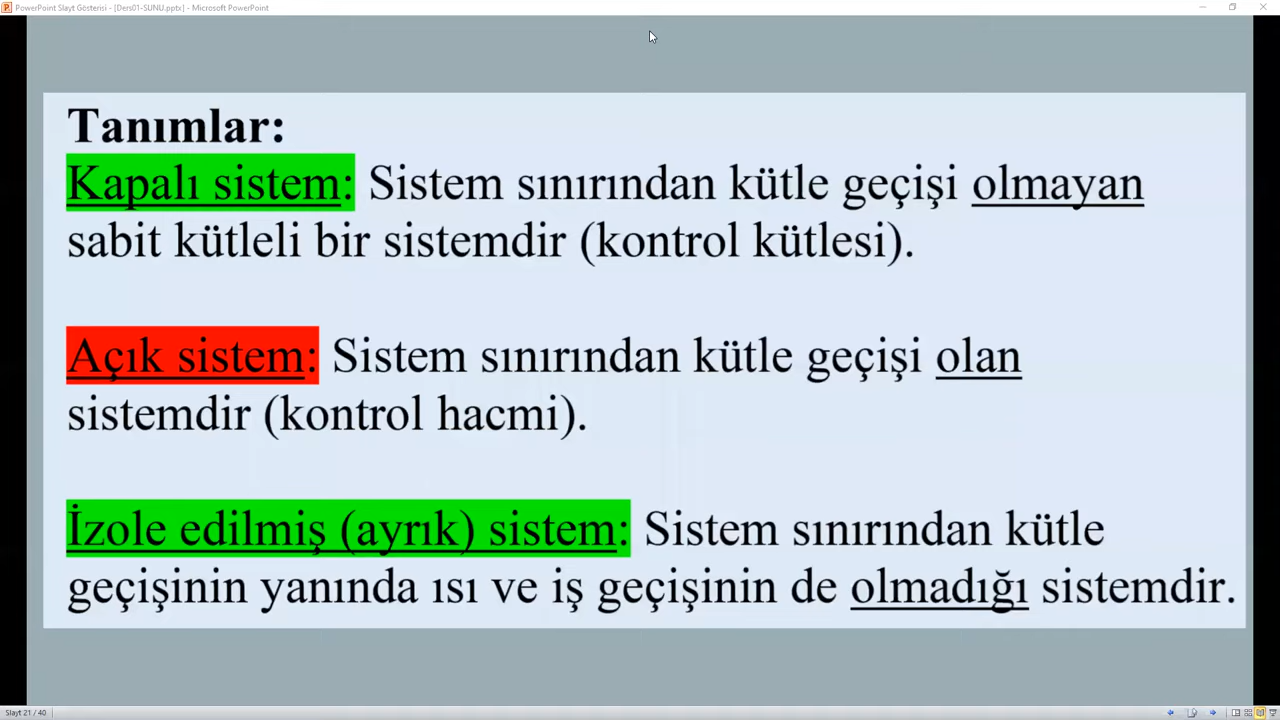 PowerPoint Slayt Gösterisi - [Ders01-SUNU.pptx] - Microsoft PowerPoint
Tanımlar:
Kapalı sistem: Sistem sınırından kütle geçişi olmayan
sabit kütleli bir sistemdir (kontrol kütlesi).
Açık sistem: Sistem sınırından kütle geçişi olan
sistemdir (kontrol hacmi).
İzole edilmiş (ayrık) sistem: Sistem sınırından kütle
geçişinin yanında ısı ve iş geçişinin de olmadığı sistemdir.
Slayt 21 / 40